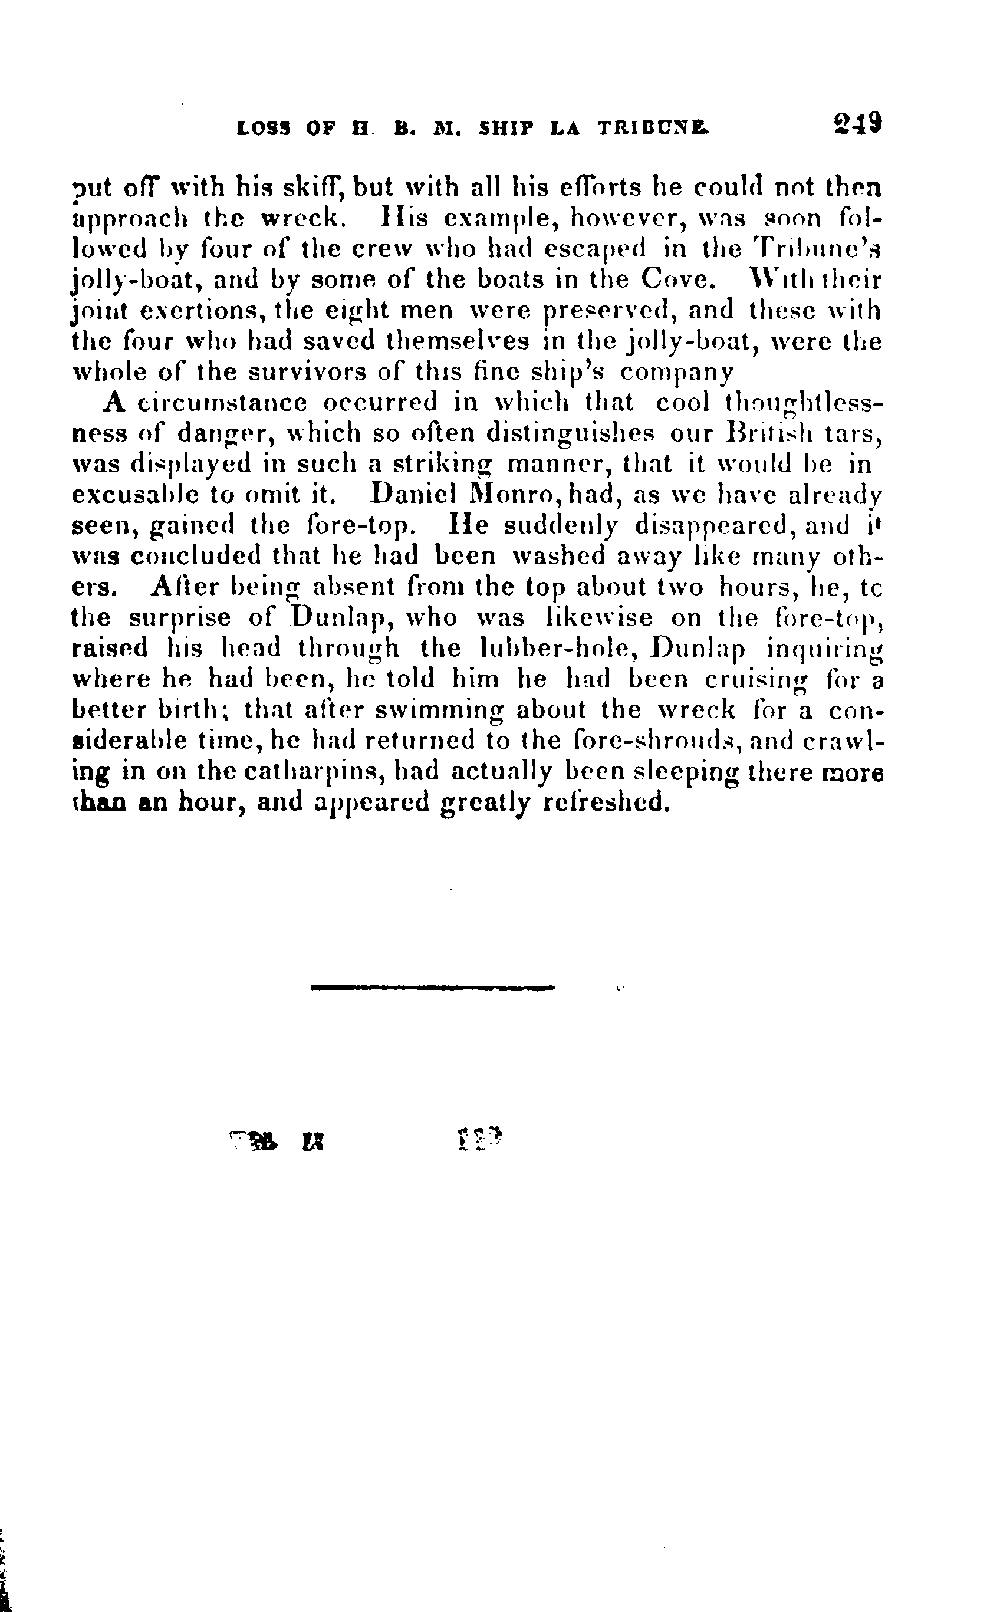 LOSS OF H. B. M. SHIP LA TRIBUNE. 249
put off with his skiff, but with all his efforts he could not then
approach the wreck. His example, however, was soon fol-
lowed by four of the crew who had escaped in the Tribune's
jolly-boat, and by some of the boats in the Cove. With their
joint exertions, the eight men were preserved, and these with
the four who had saved themselves in the jolly-boat, were the
whole of the survivors of this fine ship's company
A circumstance occurred in which that cool thoughtless-
ness of danger, which so often distinguishes our British tars,
was displayed in such a striking manner, that it would be in
excusable to omit it. Daniel Monro, had, as we have already
seen, gained the fore-top. He suddenly disappeared, and it
was concluded that he had been washed away like many oth-
ers. After being absent from the top about two hours, he, to
the surprise of Dunlap, who was likewise on the fore-top,
raised his head through the lubber-hole, Dunlap inquiring
where he had been, he told him he had been cruising for a
better birth; that after swimming about the wreck for a con-
siderable time, he had returned to the fore-shrouds, and crawl-
ing in on the catharpins, had actually been sleeping there more
than an hour, and appeared greatly refreshed.